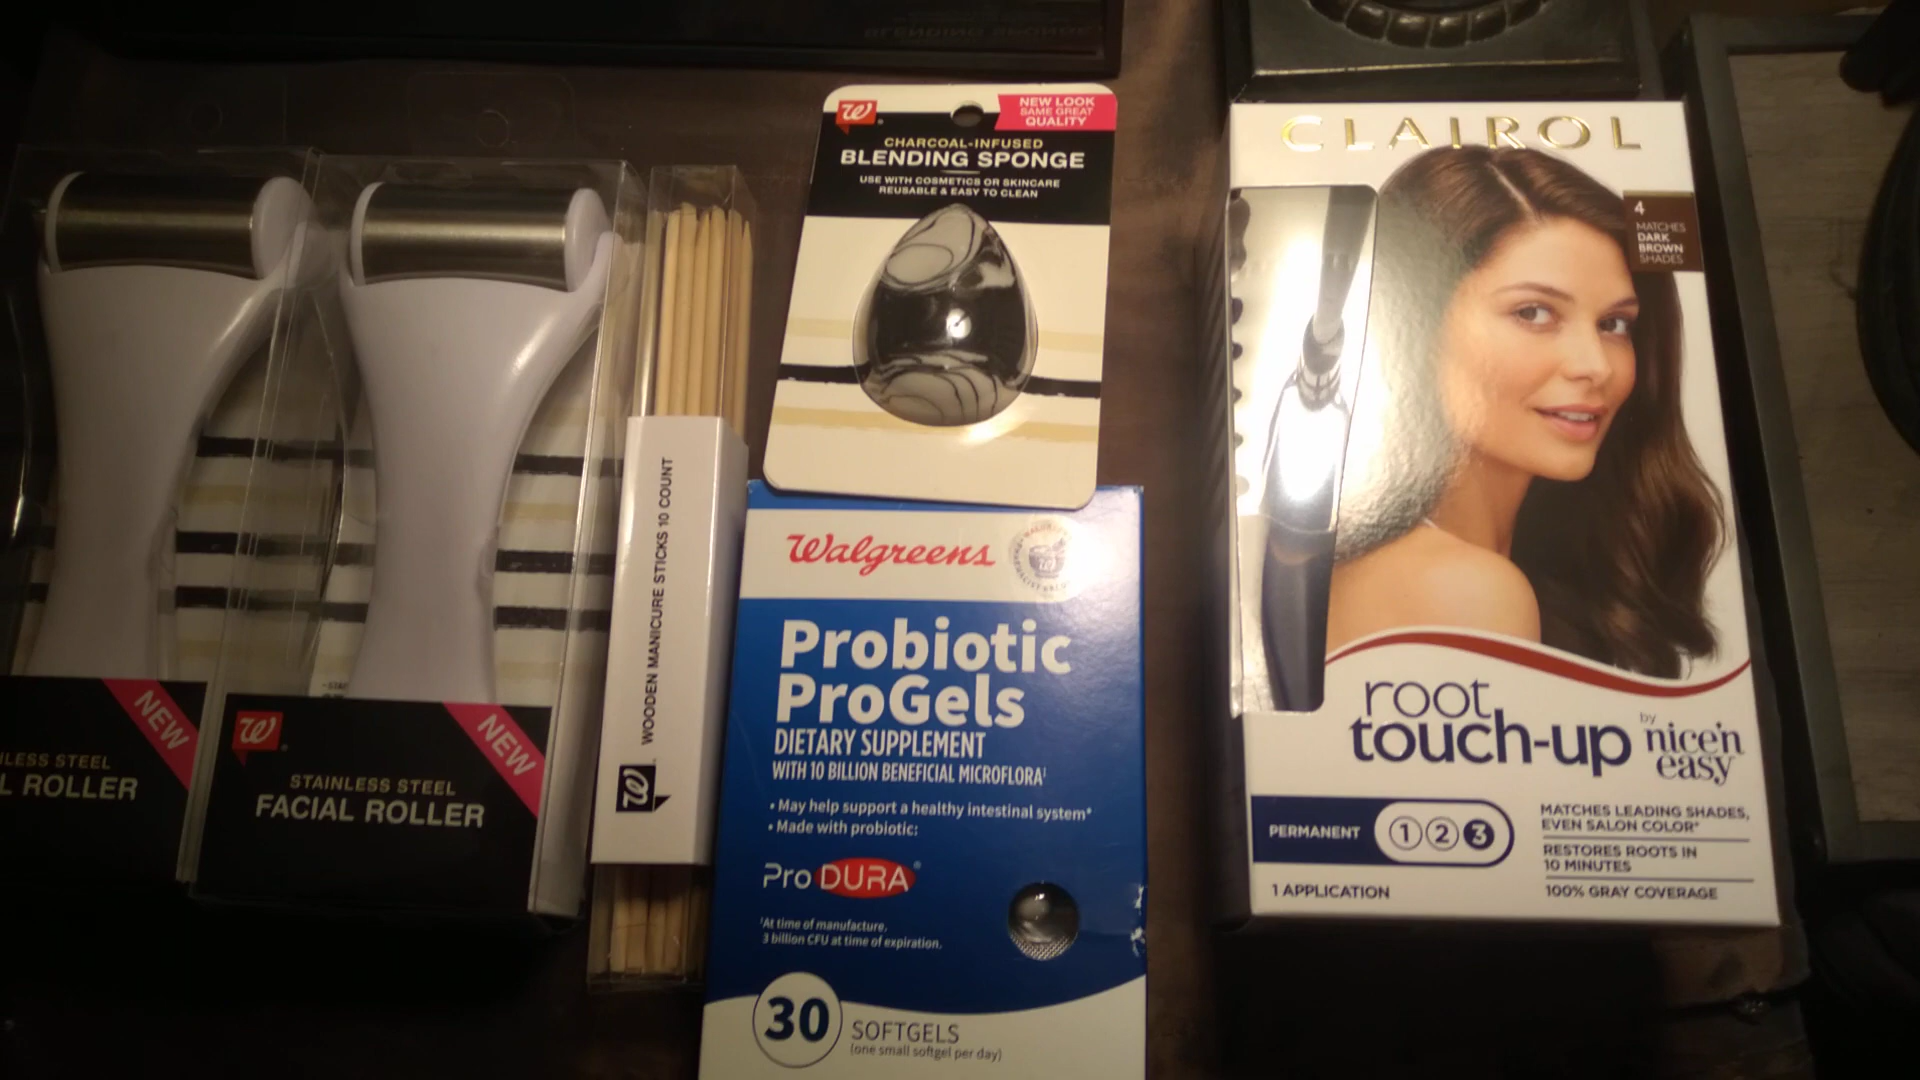 NEW
LESS STEEL
L ROLLER
NEW
W
STAINLESS STEEL
FACIAL ROLLER
WOODEN MANICURE STICKS 10 COUNT
W
W
NEW LOOK
SAME GREAT
QUALITY
CHARCOAL-INFUSED
BLENDING SPONGE
USE WITH COSMETICS OR SKINCARE
REUSABLE & EASY TO CLEAN
Walgreens
Probiotic
ProGels
DIETARY SUPPLEMENT
WITH 10 BILLION BENEFICIAL MICROFLORA†
• May help support a healthy intestinal system*
• Made with probiotic:
ProDURA®
†At time of manufacture.
3 billion CFU at time of expiration.
30 SOFTGELS
(one small softgel per day)
CLAIROL
4
MATCHES
DARK
BROWN
SHADES
root
touch-up
by nice'n
easy
PERMANENT 1 2 3
1 APPLICATION
MATCHES LEADING SHADES,
EVEN SALON COLOR*
RESTORES ROOTS IN
10 MINUTES
100% GRAY COVERAGE